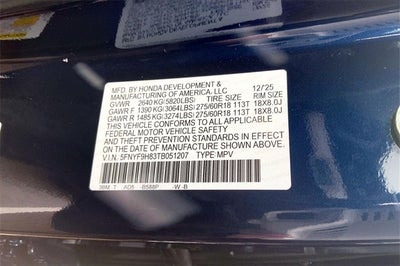 MFD. BY HONDA DEVELOPMENT & 12/25
MANUFACTURING OF AMERICA, LLC
GVWR 2640 KG(5820LBS) TIRE SIZE RIM SIZE
GAWR F 1390 KG(3064LBS) 275/60R18 113T 18X8.0J
GAWR R 1485 KG(3274LBS) 275/60R18 113T 18X8.0J
THIS VEHICLE CONFORMS TO ALL APPLICABLE
FEDERAL MOTOR VEHICLE SAFETY AND
THEFT PREVENTION STANDARDS IN EFFECT ON THE
DATE OF MANUFACTURE SHOWN ABOVE.
V.I.N. 5FNYF9H83TB051207 TYPE MPV